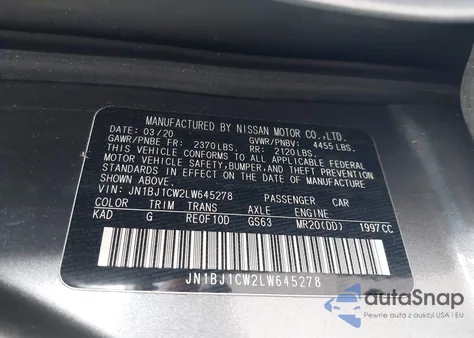 MANUFACTURED BY NISSAN MOTOR CO.,LTD.
DATE 03/20 GVWR/PNBV: 4455 LBS.
GAWR/PNBE FR: 2370LBS. RR: 2120LBS.
THIS VEHICLE CONFORMS TO ALL APPLICABLE FEDERAL
MOTOR VEHICLE SAFETY,BUMPER,AND THEFT PREVENTION
STANDARDS IN EFFECT ON THE DATE OF MANUFACTURE
SHOWN ABOVE.
VIN: JN1BJ1CW2LW645278 PASSENGER CAR
COLOR TRIM TRANS AXLE ENGINE
KAD G RE0F10D GS63 MR20(DD) 1997CC
JN1BJ1CW2LW645278
autoSnap
Pewne auta z aukcji USA i EU